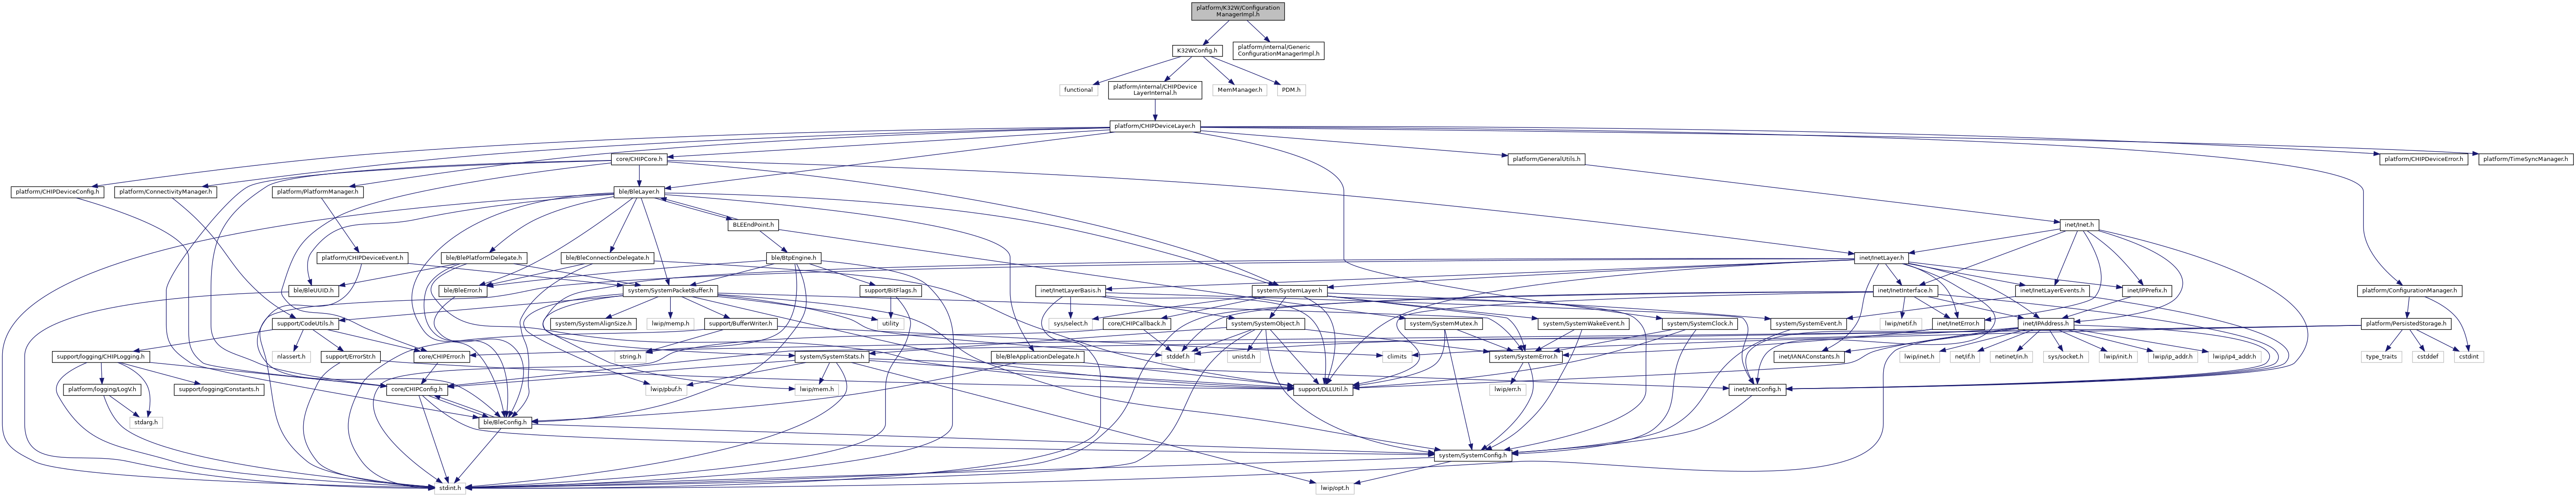 platform/K32W/Configuration
ManagerImpl.h
K32WConfig.h
platform/internal/Generic
ConfigurationManagerImpl.h
functional
platform/internal/CHIPDevice
LayerInternal.h
MemManager.h
PDM.h
platform/CHIPDeviceLayer.h
core/CHIPCore.h
platform/GeneralUtils.h
platform/CHIPDeviceError.h
platform/TimeSyncManager.h
platform/CHIPDeviceConfig.h
platform/ConnectivityManager.h
platform/PlatformManager.h
ble/BleLayer.h
BLEEndPoint.h
inet/Inet.h
platform/CHIPDeviceEvent.h
ble/BlePlatformDelegate.h
ble/BleConnectionDelegate.h
ble/BtpEngine.h
inet/InetLayer.h
ble/BleUUID.h
ble/BleError.h
system/SystemPacketBuffer.h
support/BitFlags.h
inet/InetLayerBasis.h
system/SystemLayer.h
inet/InetInterface.h
inet/InetLayerEvents.h
inet/IPPrefix.h
platform/ConfigurationManager.h
support/CodeUtils.h
system/SystemAlignSize.h
lwip/memp.h
support/BufferWriter.h
utility
sys/select.h
core/CHIPCallback.h
system/SystemObject.h
system/SystemMutex.h
system/SystemWakeEvent.h
system/SystemClock.h
system/SystemEvent.h
lwip/netif.h
inet/InetError.h
inet/IPAddress.h
platform/PersistedStorage.h
support/logging/CHIPLogging.h
nlassert.h
support/ErrorStr.h
core/CHIPError.h
string.h
system/SystemStats.h
ble/BleApplicationDelegate.h
stddef.h
unistd.h
climits
system/SystemError.h
inet/IANAConstants.h
lwip/inet.h
net/if.h
netinet/in.h
sys/socket.h
lwip/init.h
lwip/ip_addr.h
lwip/ip4_addr.h
type_traits
cstddef
cstdint
platform/logging/LogV.h
support/logging/Constants.h
core/CHIPConfig.h
lwip/pbuf.h
lwip/mem.h
support/DLLUtil.h
lwip/err.h
inet/InetConfig.h
stdarg.h
ble/BleConfig.h
system/SystemConfig.h
stdint.h
lwip/opt.h